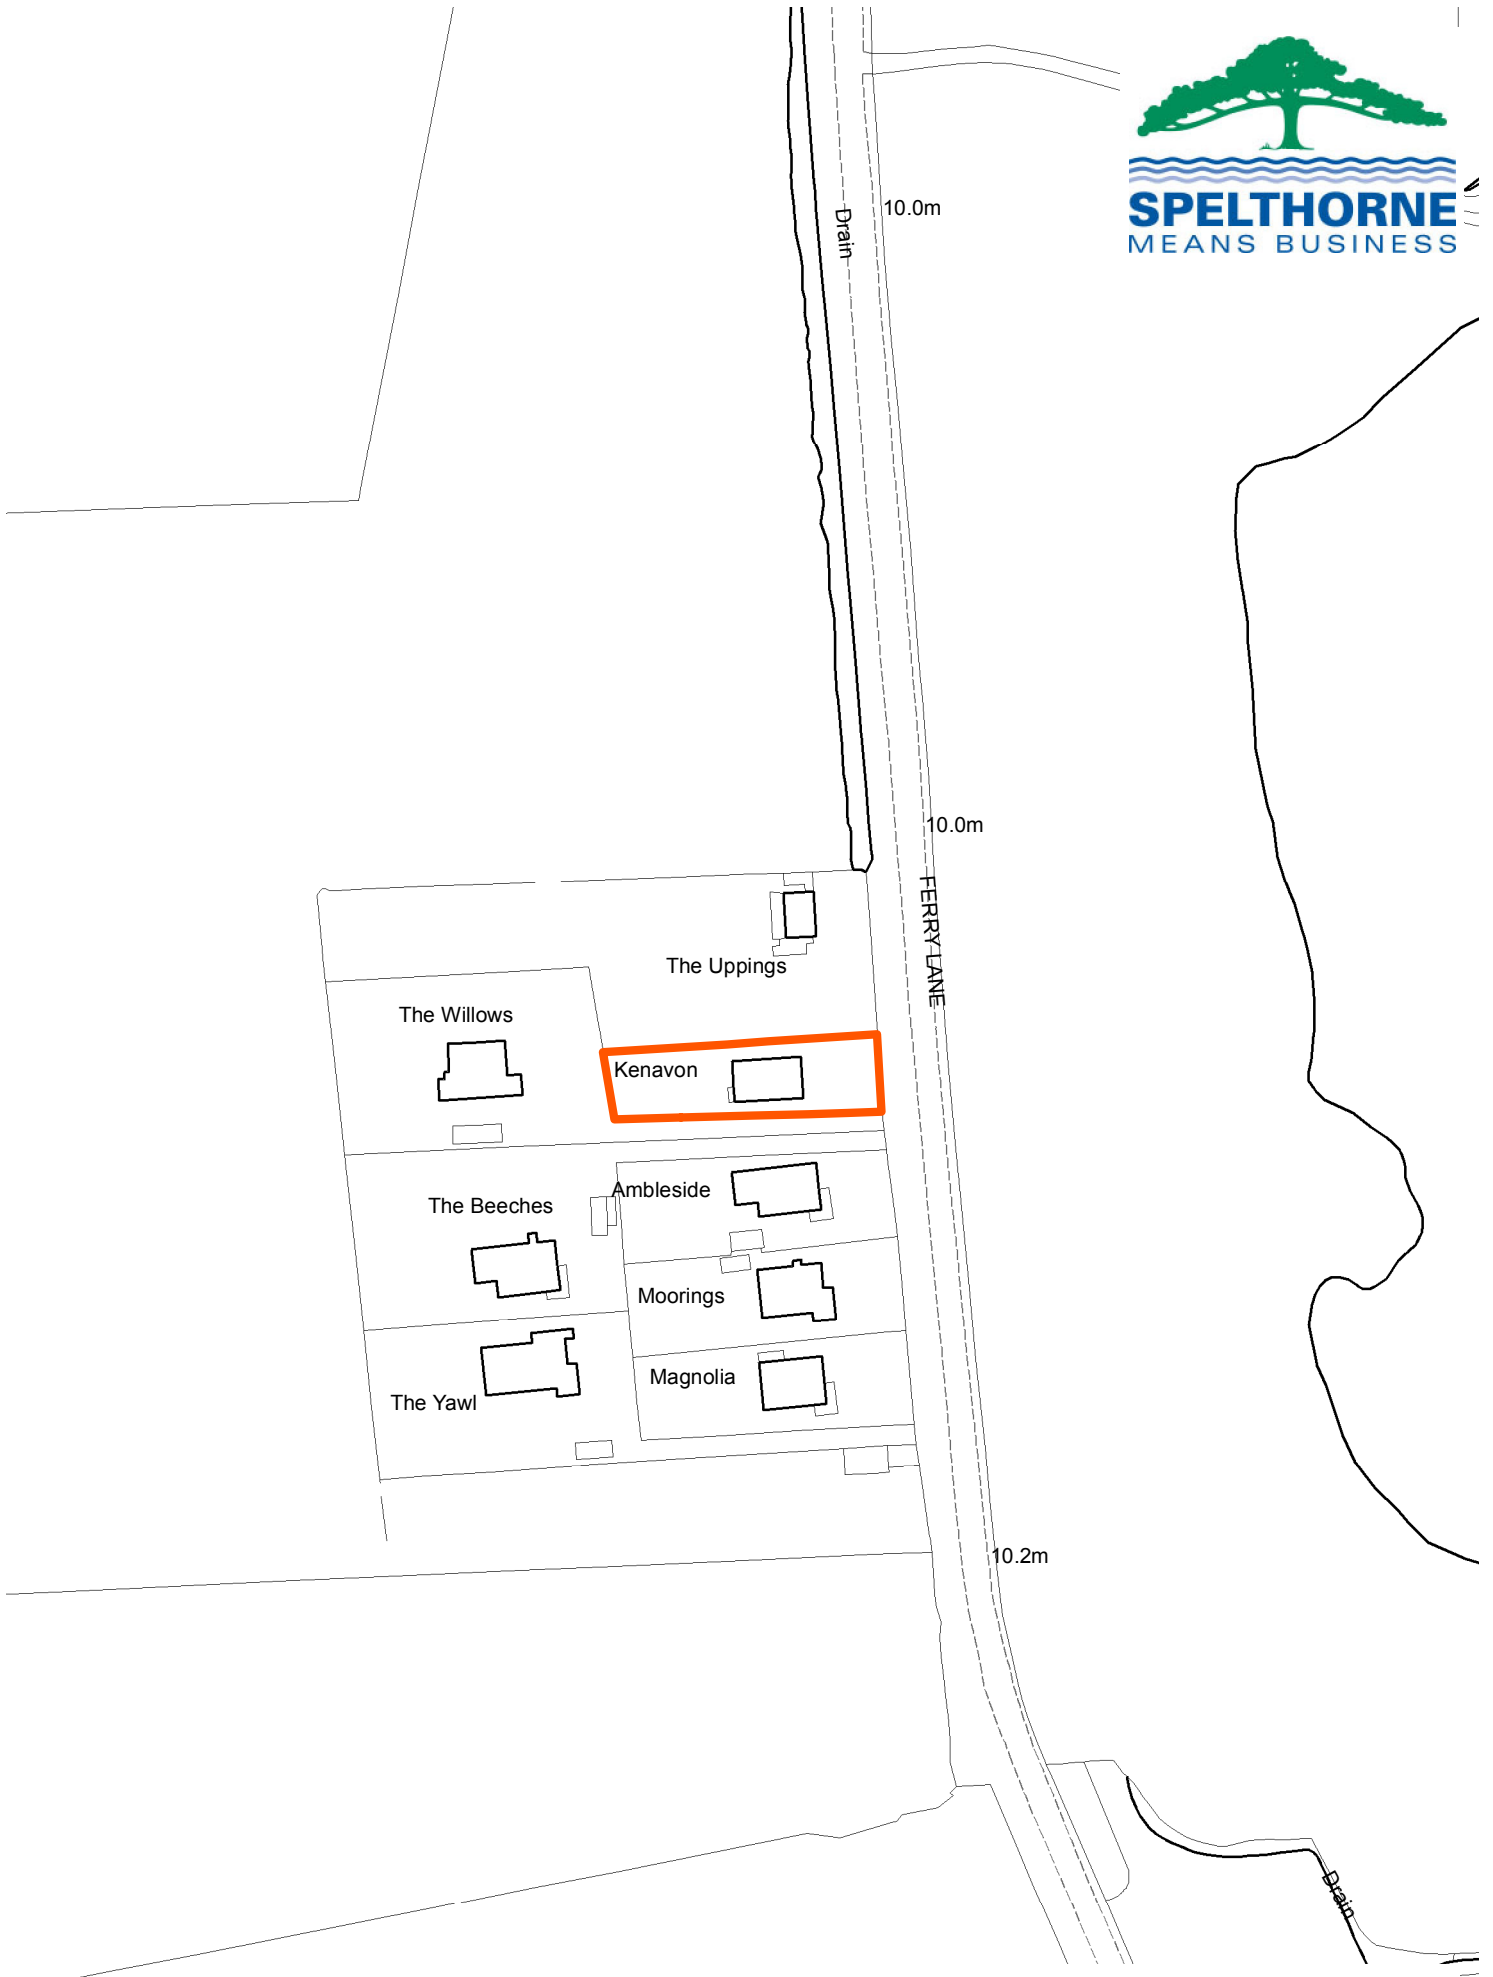 SPELTHORNE
MEANS BUSINESS
10.0m
Drain
10.0m
FERRY LANE
The Uppings
The Willows
Kenavon
Ambleside
The Beeches
Moorings
Magnolia
The Yawl
10.2m
Drain